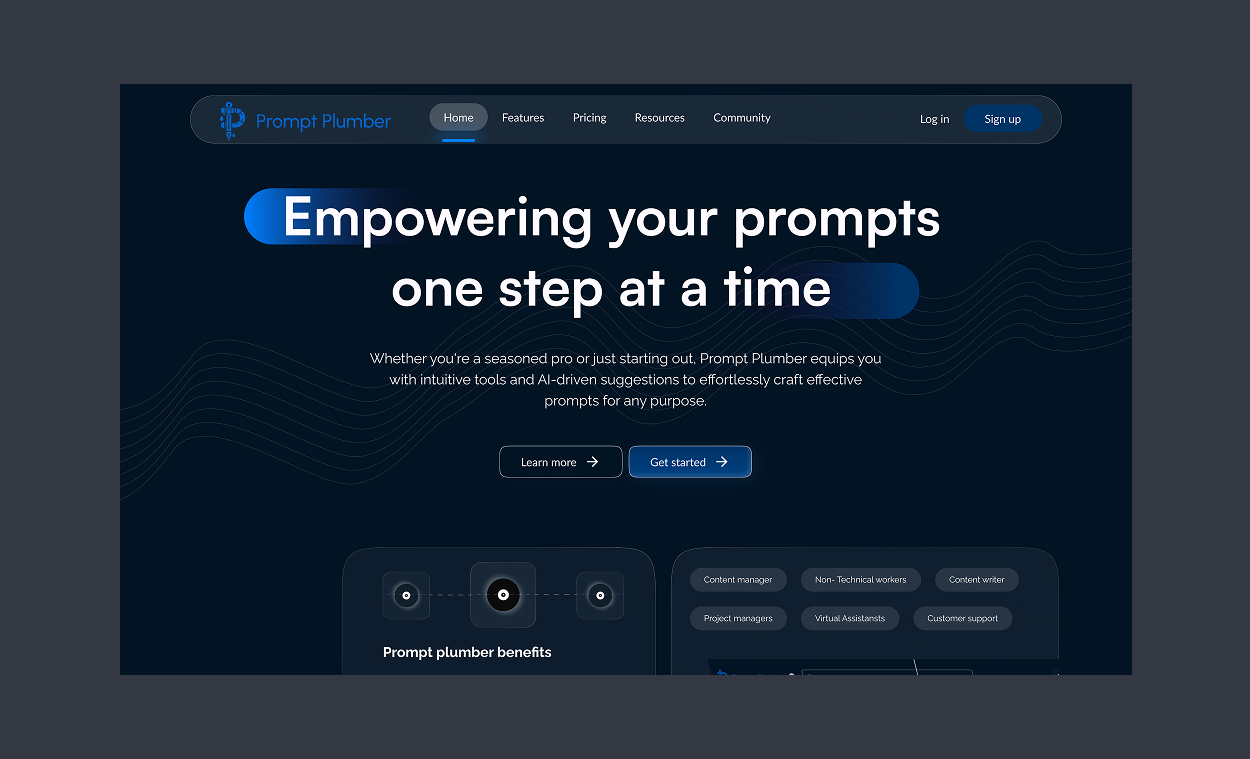 Prompt Plumber
Home Features Pricing Resources Community
Log in Sign up
Empowering your prompts
one step at a time
Whether you're a seasoned pro or just starting out, Prompt Plumber equips you
with intuitive tools and AI-driven suggestions to effortlessly craft effective
prompts for any purpose.
Learn more
Get started
Prompt plumber benefits
Content manager Non- Technical workers Content writer
Project managers Virtual Assistansts Customer support